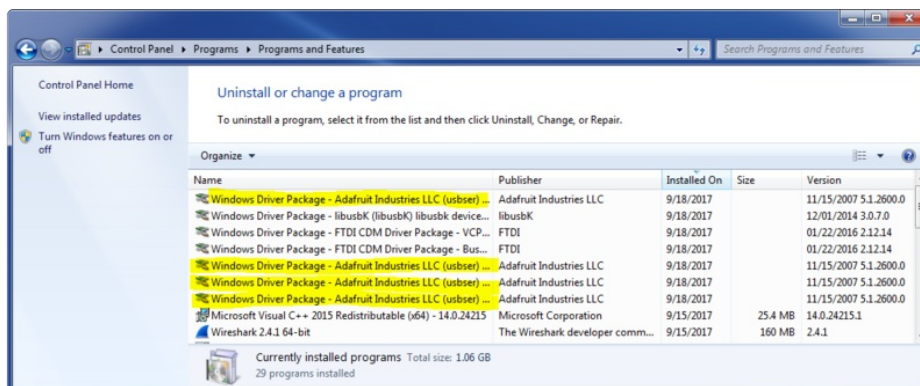 Control Panel ▸ Programs ▸ Programs and Features
Search Programs and Features
Control Panel Home
View installed updates
Turn Windows features on or
off
Uninstall or change a program
To uninstall a program, select it from the list and then click Uninstall, Change, or Repair.
Organize
Name Publisher Installed On Size Version
Windows Driver Package - Adafruit Industries LLC (usbser) ... Adafruit Industries LLC 9/18/2017 11/15/2007 5.1.2600.0
Windows Driver Package - libusbK (libusbK) libusbk device... libusbK 9/18/2017 12/01/2014 3.0.7.0
Windows Driver Package - FTDI CDM Driver Package - VCP... FTDI 9/18/2017 01/22/2016 2.12.14
Windows Driver Package - FTDI CDM Driver Package - Bus... FTDI 9/18/2017 01/22/2016 2.12.14
Windows Driver Package - Adafruit Industries LLC (usbser) ... Adafruit Industries LLC 9/18/2017 11/15/2007 5.1.2600.0
Windows Driver Package - Adafruit Industries LLC (usbser) ... Adafruit Industries LLC 9/18/2017 11/15/2007 5.1.2600.0
Windows Driver Package - Adafruit Industries LLC (usbser) ... Adafruit Industries LLC 9/18/2017 11/15/2007 5.1.2600.0
Microsoft Visual C++ 2015 Redistributable (x64) - 14.0.24215 Microsoft Corporation 9/15/2017 25.4 MB 14.0.24215.1
Wireshark 2.4.1 64-bit The Wireshark developer comm... 9/15/2017 160 MB 2.4.1
Currently installed programs Total size: 1.06 GB
29 programs installed